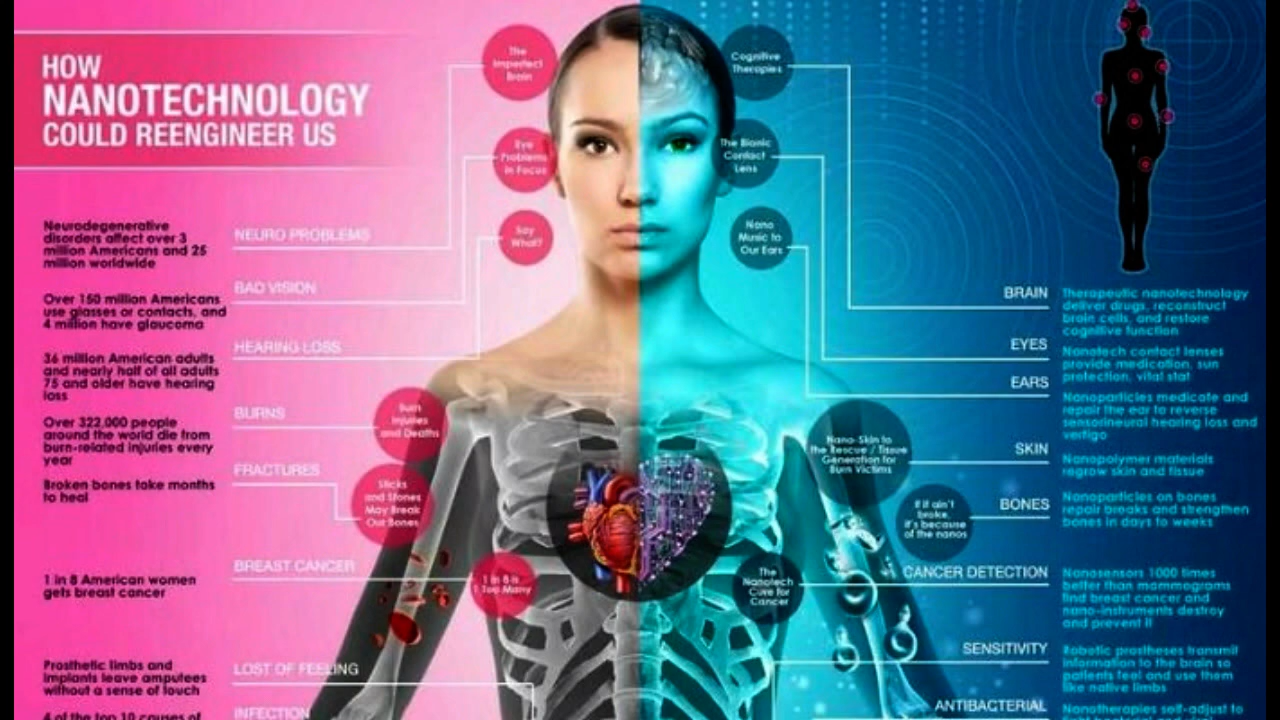 HOW
NANOTECHNOLOGY
COULD REENGINEER US
The
Imperfect
Brain
Eye
Problems
in Focus
Say
What?
Neurodegenerative
disorders affect over 3
million Americans and 25
million worldwide
NEURO PROBLEMS
Over 150 million Americans
use glasses or contacts, and
4 million have glaucoma
BAD VISION
36 million American adults
and nearly half of all adults
75 and older have hearing
loss
HEARING LOSS
Over 322,000 people
around the world die from
burn-related injuries every
year
BURNS
Burn
Injuries
and Deaths
Broken bones take months
to heal
FRACTURES
Sticks
and Stones
May Break
Our Bones
1 in 8 American women
gets breast cancer
BREAST CANCER
1 in 8 is
1 Too Many
Prosthetic limbs and
implants leave amputees
without a sense of touch
LOST OF FEELING
4 of the top 10 causes of
INFECTION
Cognitive
Therapies
The Bionic
Contact
Lens
Nano
Music to
Our Ears
BRAIN
Therapeutic nanotechnology
deliver drugs, reconstruct
brain cells, and restore
cognitive function
EYES
Nanotech contact lenses
provide medication, sun
protection, vital stat
EARS
Nanoparticles medicate and
repair the ear to reverse
sensorineural hearing loss and
vertigo
Nano-Skin to
the Rescue / Tissue
Generation for
Burn Victims
SKIN
Nanopolymer materials
regrow skin and tissue
If it ain't
broke,
it's because
of the nanos
BONES
Nanoparticles on bones
repair breaks and strengthen
bones in days to weeks
The
Nanotech
Cure for
Cancer
CANCER DETECTION
Nanosensors 1000 times
better than mammograms
find breast cancer and
nano-instruments destroy
and prevent it
SENSITIVITY
Robotic prostheses transmit
information to the brain so
patients feel and use them
like native limbs
ANTIBACTERIAL
Nanotherapies self-adjust to